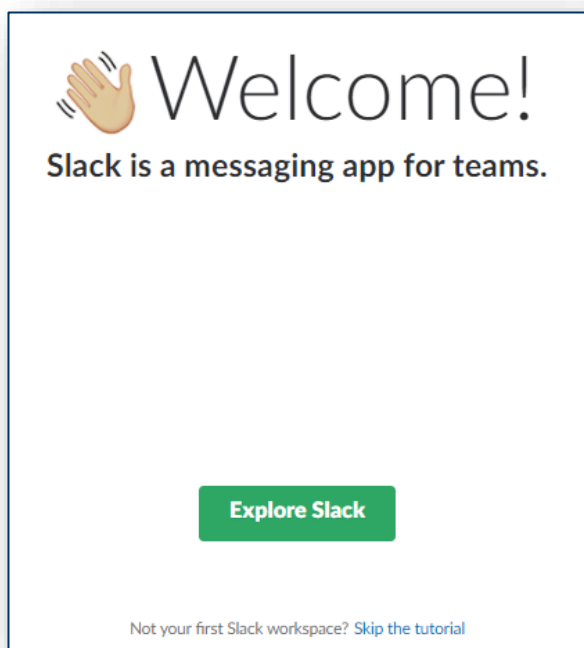 Welcome!
Slack is a messaging app for teams.
Explore Slack
Not your first Slack workspace? Skip the tutorial